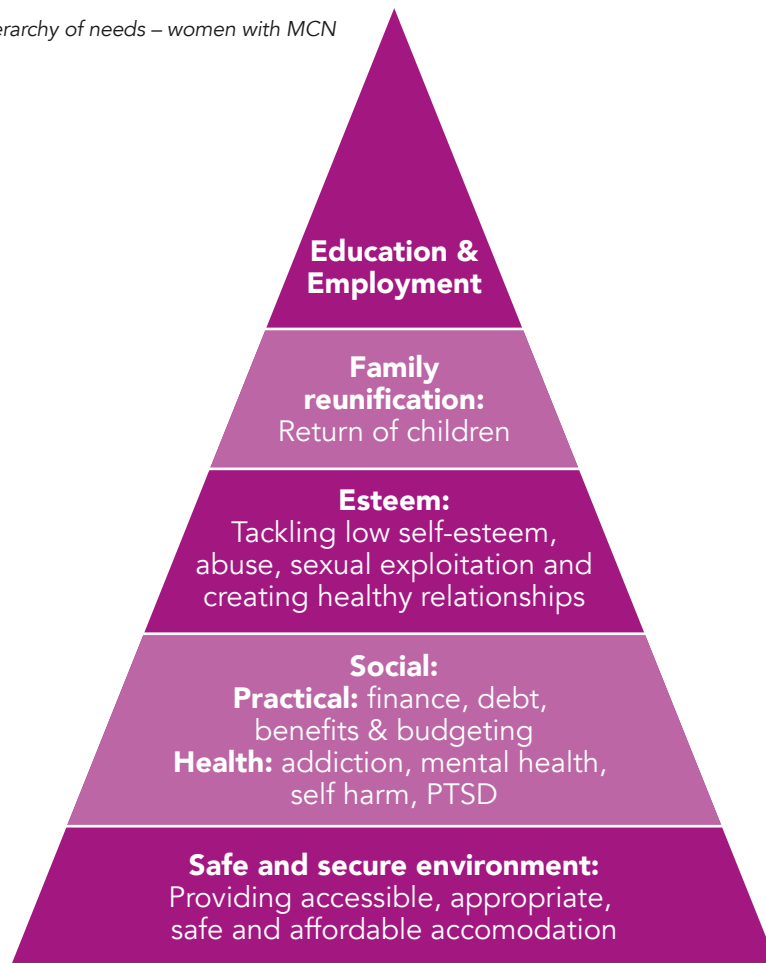 erarchy of needs – women with MCN
Education &
Employment
Family
reunification:
Return of children
Esteem:
Tackling low self-esteem,
abuse, sexual exploitation and
creating healthy relationships
Social:
Practical: finance, debt,
benefits & budgeting
Health: addiction, mental health,
self harm, PTSD
Safe and secure environment:
Providing accessible, appropriate,
safe and affordable accomodation